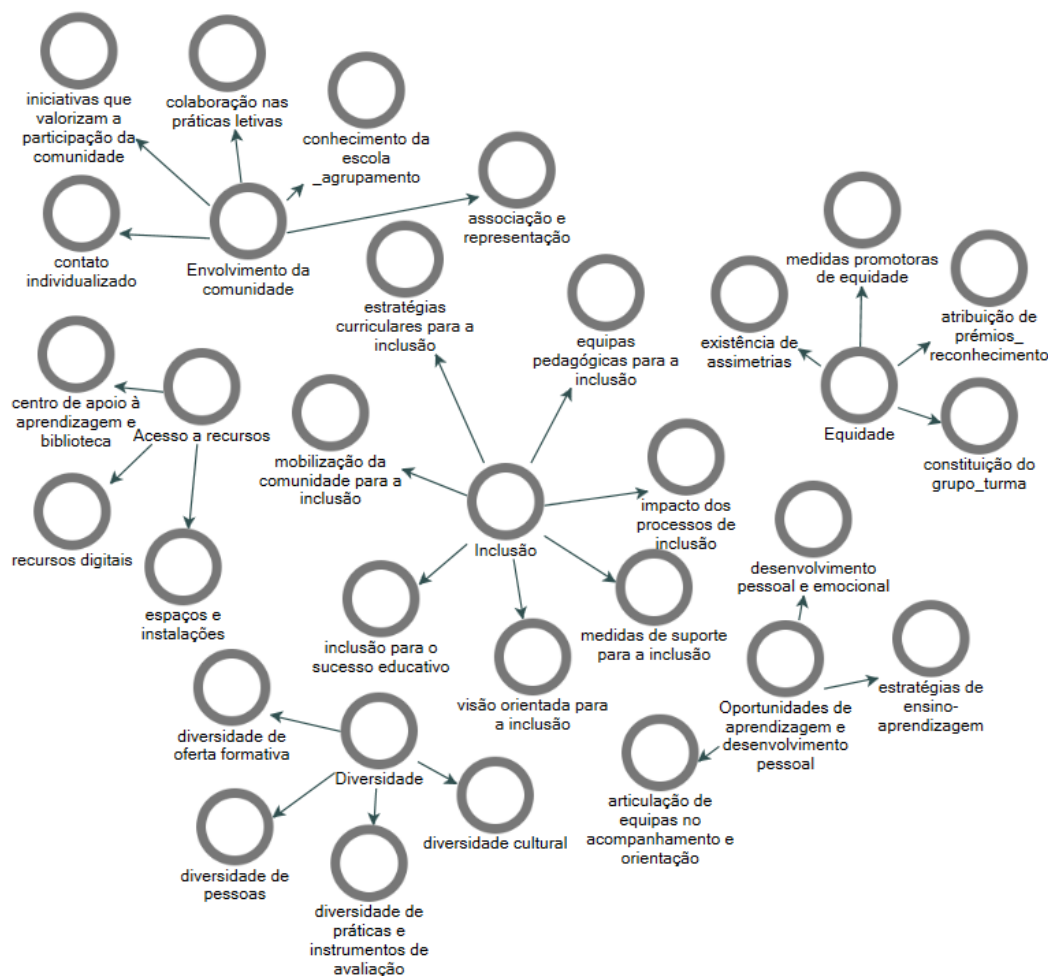 iniciativas que
valorizam a
participação da
comunidade
colaboração nas
práticas letivas
conhecimento da
escola
_agrupamento
associação e
representação
contato
individualizado
Envolvimento da
comunidade
estratégias
curriculares para a
inclusão
equipas
pedagógicas para a
inclusão
medidas promotoras
de equidade
existência de
assimetrias
atribuição de
prémios_
reconhecimento
Equidade
constituição do
grupo_turma
centro de apoio à
aprendizagem e
biblioteca
Acesso a recursos
recursos digitais
espaços e
instalações
mobilização da
comunidade para a
inclusão
impacto dos
processos de
inclusão
Inclusão
inclusão para o
sucesso educativo
visão orientada para
a inclusão
medidas de suporte
para a inclusão
desenvolvimento
pessoal e emocional
estratégias de
ensino-
aprendizagem
Oportunidades de
aprendizagem e
desenvolvimento
pessoal
articulação de
equipas no
acompanhamento e
orientação
diversidade de
oferta formativa
Diversidade
diversidade cultural
diversidade de
pessoas
diversidade de
práticas e
instrumentos de
avaliação